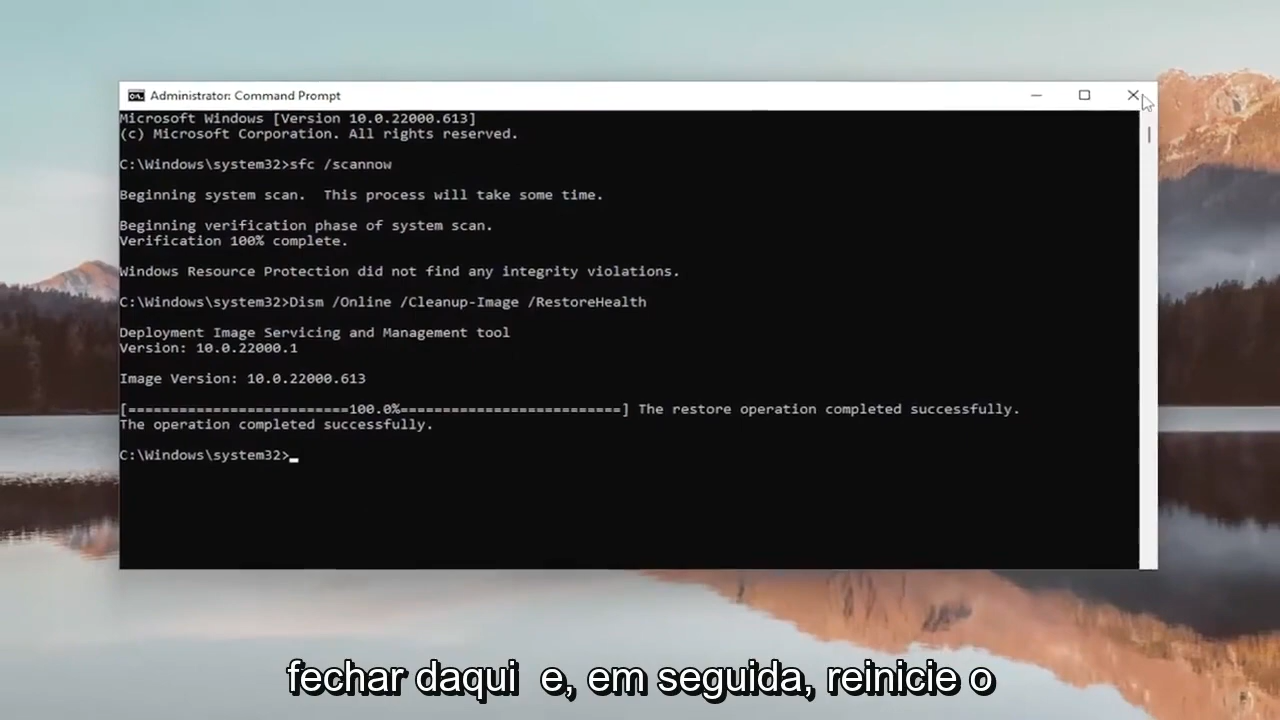 Administrator: Command Prompt
Microsoft Windows [Version 10.0.22000.613]
(c) Microsoft Corporation. All rights reserved.
C:\Windows\system32>sfc /scannow
Beginning system scan.  This process will take some time.
Beginning verification phase of system scan.
Verification 100% complete.
Windows Resource Protection did not find any integrity violations.
C:\Windows\system32>Dism /Online /Cleanup-Image /RestoreHealth
Deployment Image Servicing and Management tool
Version: 10.0.22000.1
Image Version: 10.0.22000.613
[==========================100.0%==========================] The restore operation completed successfully.
The operation completed successfully.
C:\Windows\system32>
fechar daqui  e, em seguida, reinicie o